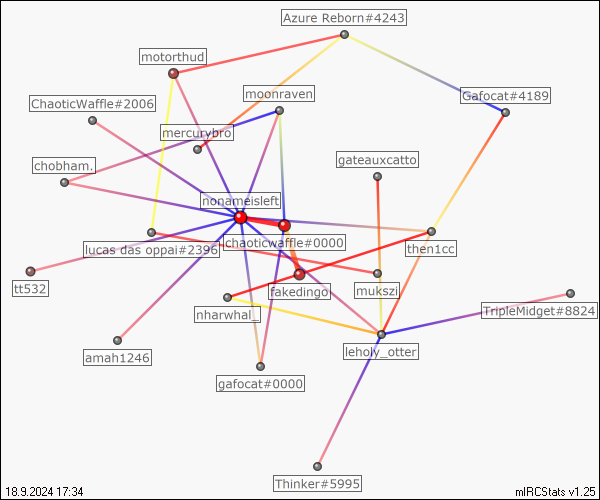 Azure Reborn#4243
motorthud
moonraven
Gafocat#4189
ChaoticWaffle#2006
mercurybro
gateauxcatto
chobham.
nonameisleft
lucas das oppai#2396
chaoticwaffle#0000
then1cc
tt532
fakedingo
mukszi
nharwhal_
TripleMidget#8824
amah1246
leholy_otter
gafocat#0000
Thinker#5995
18.9.2024 17:34
mIRCStats v1.25